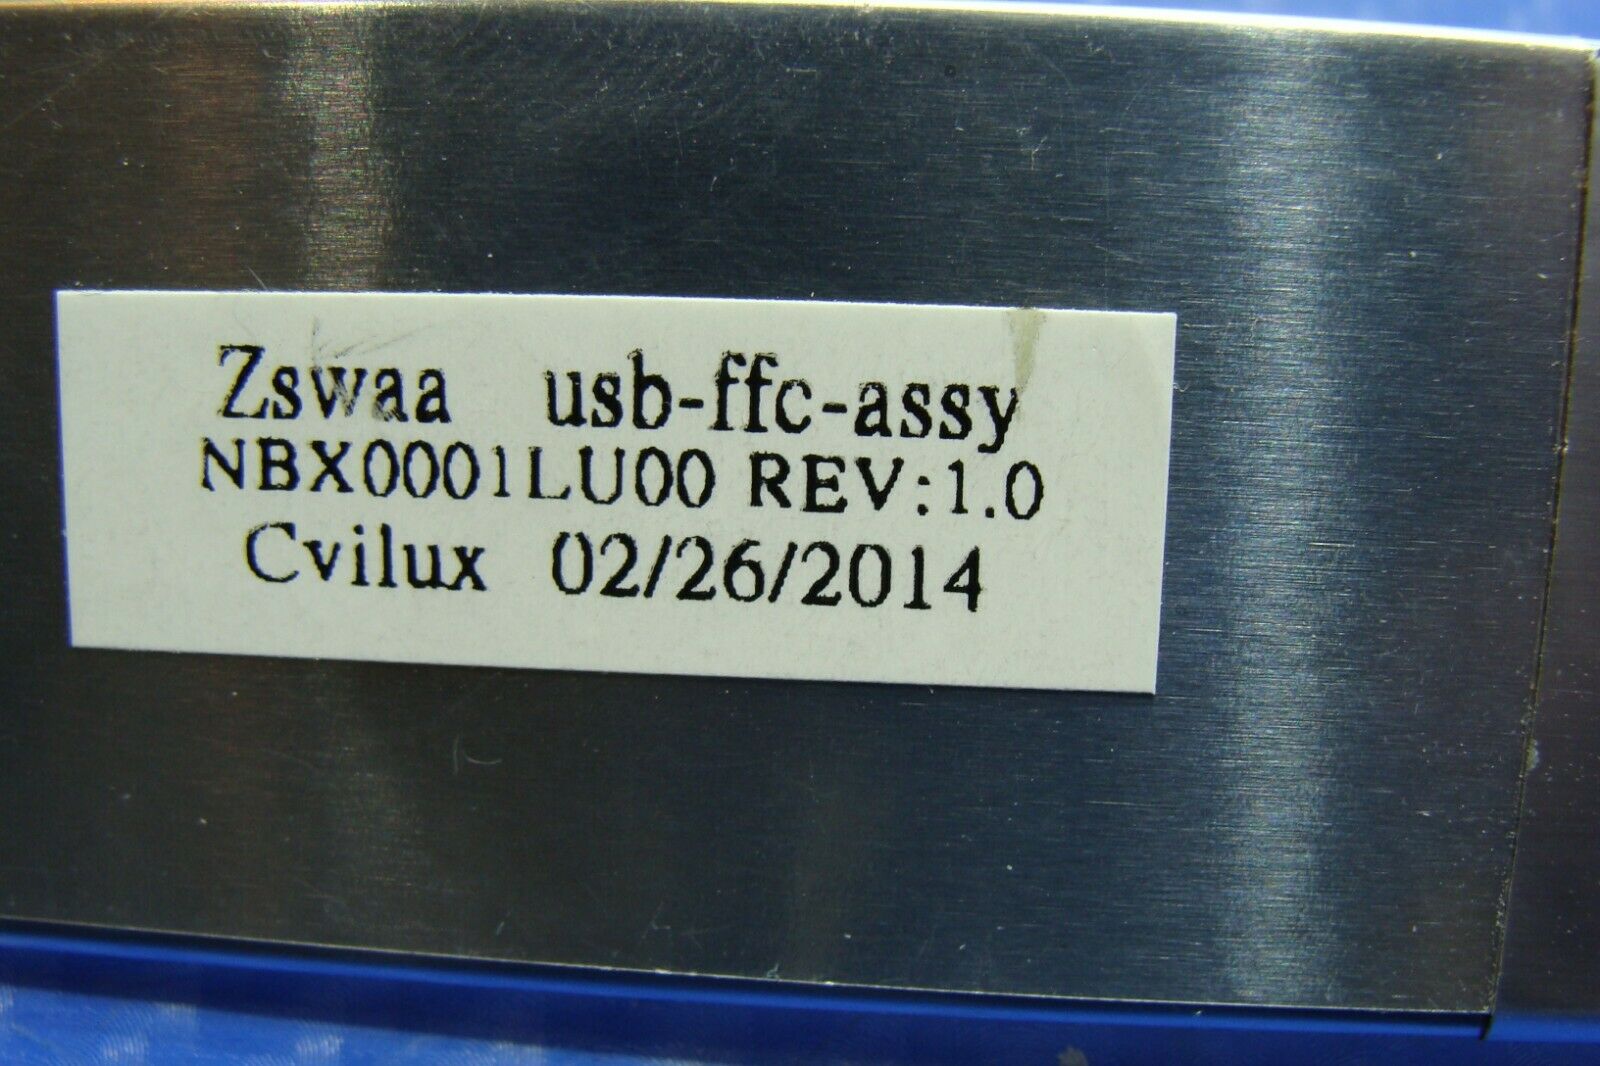 Zswaa usb-ffc-assy
NBX0001LU00 REV:1.0
Cvilux 02/26/2014